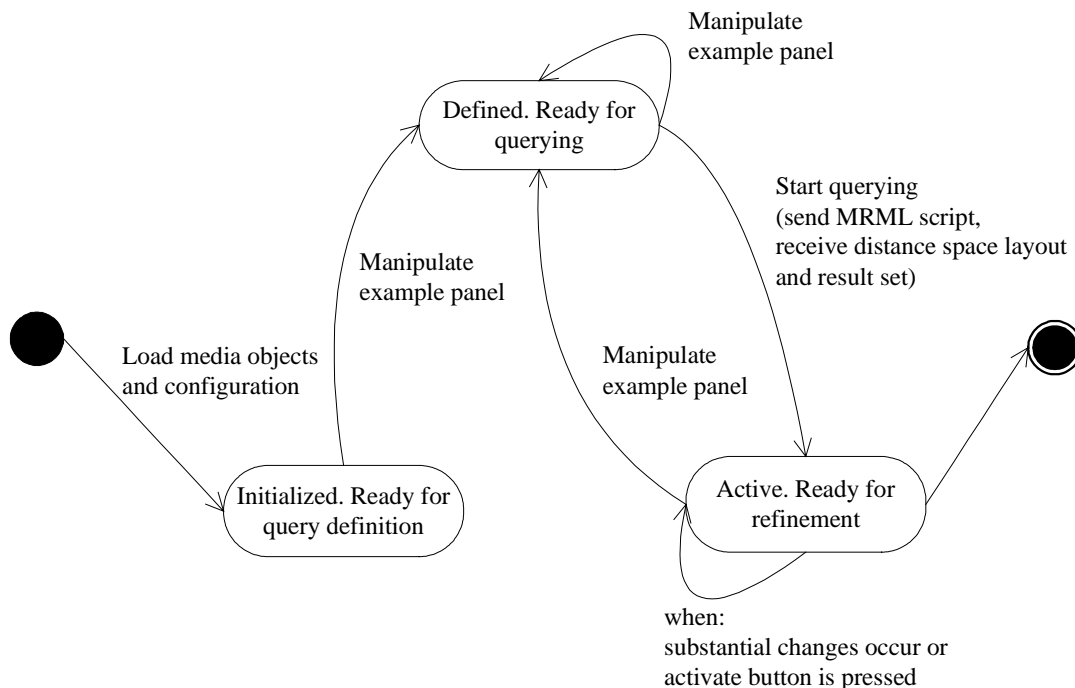 Manipulate
example panel
Defined. Ready for
querying
Start querying
(send MRML script,
receive distance space layout
and result set)
Manipulate
example panel
Load media objects
and configuration
Manipulate
example panel
Initialized. Ready for
query definition
Active. Ready for
refinement
when:
substantial changes occur or
activate button is pressed